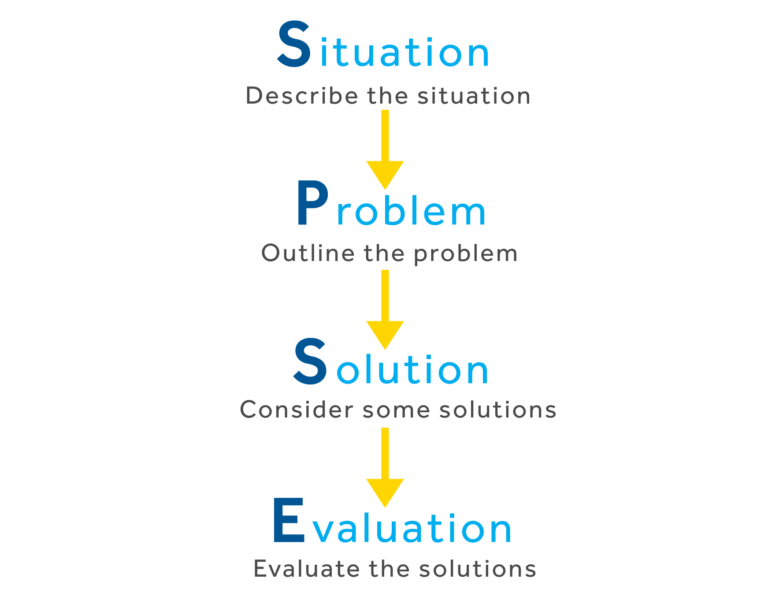 Situation
Describe the situation
Problem
Outline the problem
Solution
Consider some solutions
Evaluation
Evaluate the solutions